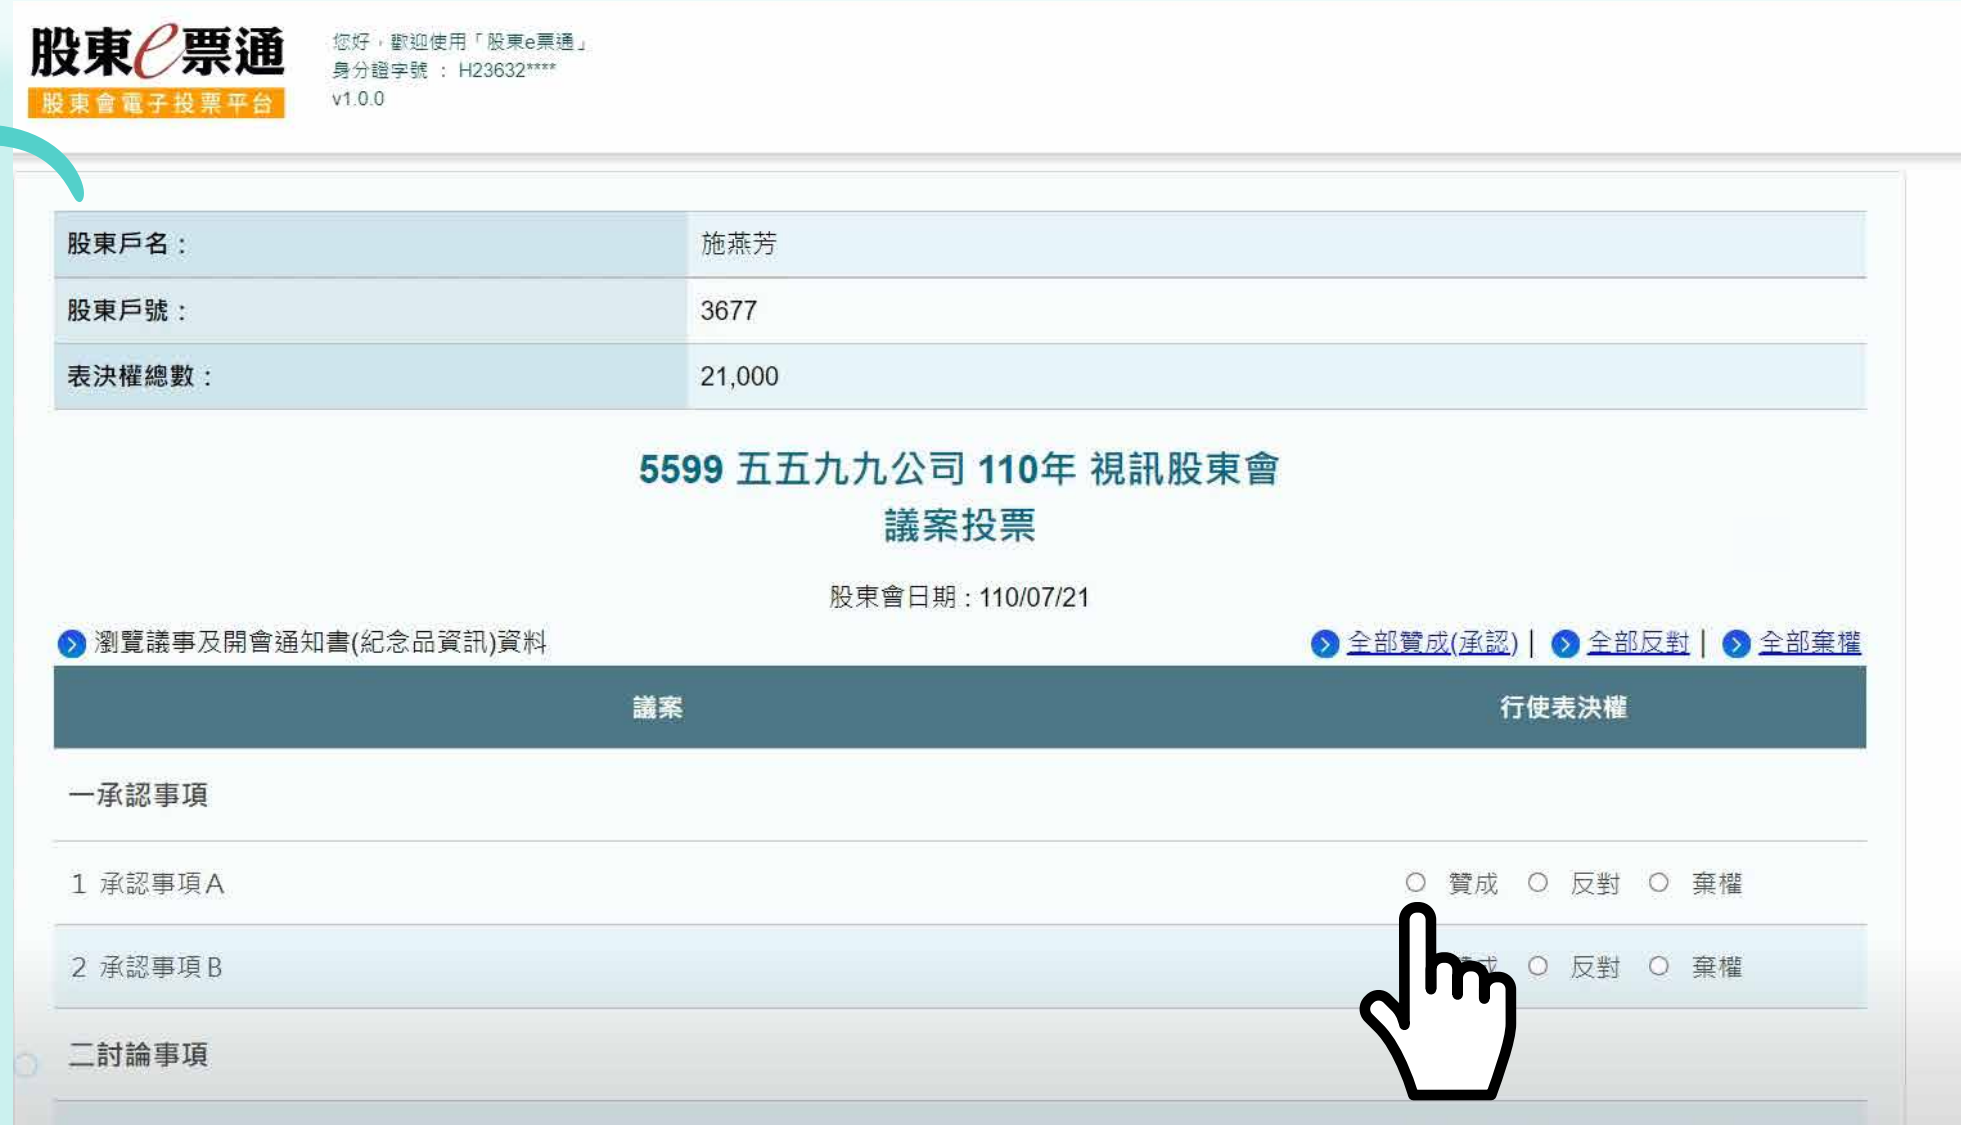 股東e票通
股東會電子投票平台
您好，歡迎使用「股東e票通」
身分證字號 ： H23632****
v1.0.0
股東戶名： 施燕芳
股東戶號： 3677
表決權總數： 21,000
5599 五五九九公司 110年 視訊股東會
議案投票
股東會日期 : 110/07/21
瀏覽議事及開會通知書(紀念品資訊)資料 全部贊成(承認) | 全部反對 | 全部棄權
議案 行使表決權
一承認事項
1 承認事項A 贊成 反對 棄權
2 承認事項B 反對 棄權
二討論事項